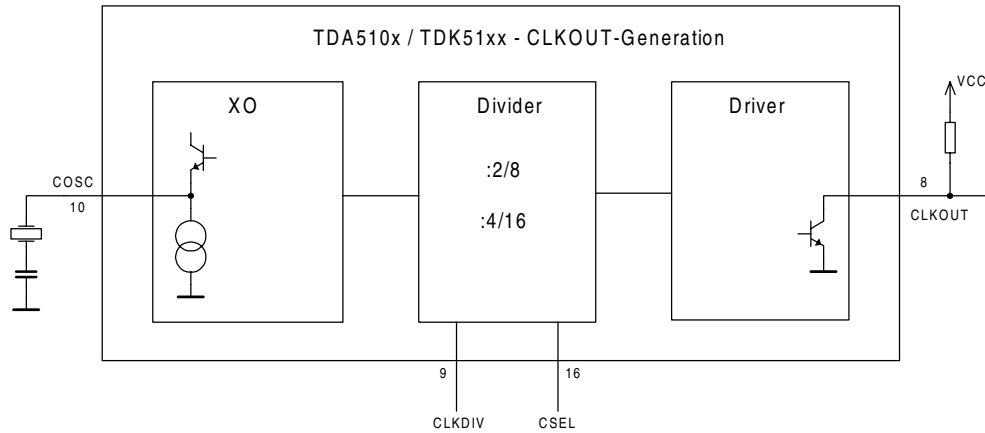 TDA510x / TDK51xx - CLKOUT-Generation
XO
Divider
Driver
VCC
:2/8
:4/16
COSC
10
8
CLKOUT
9
16
CLKDIV
CSEL